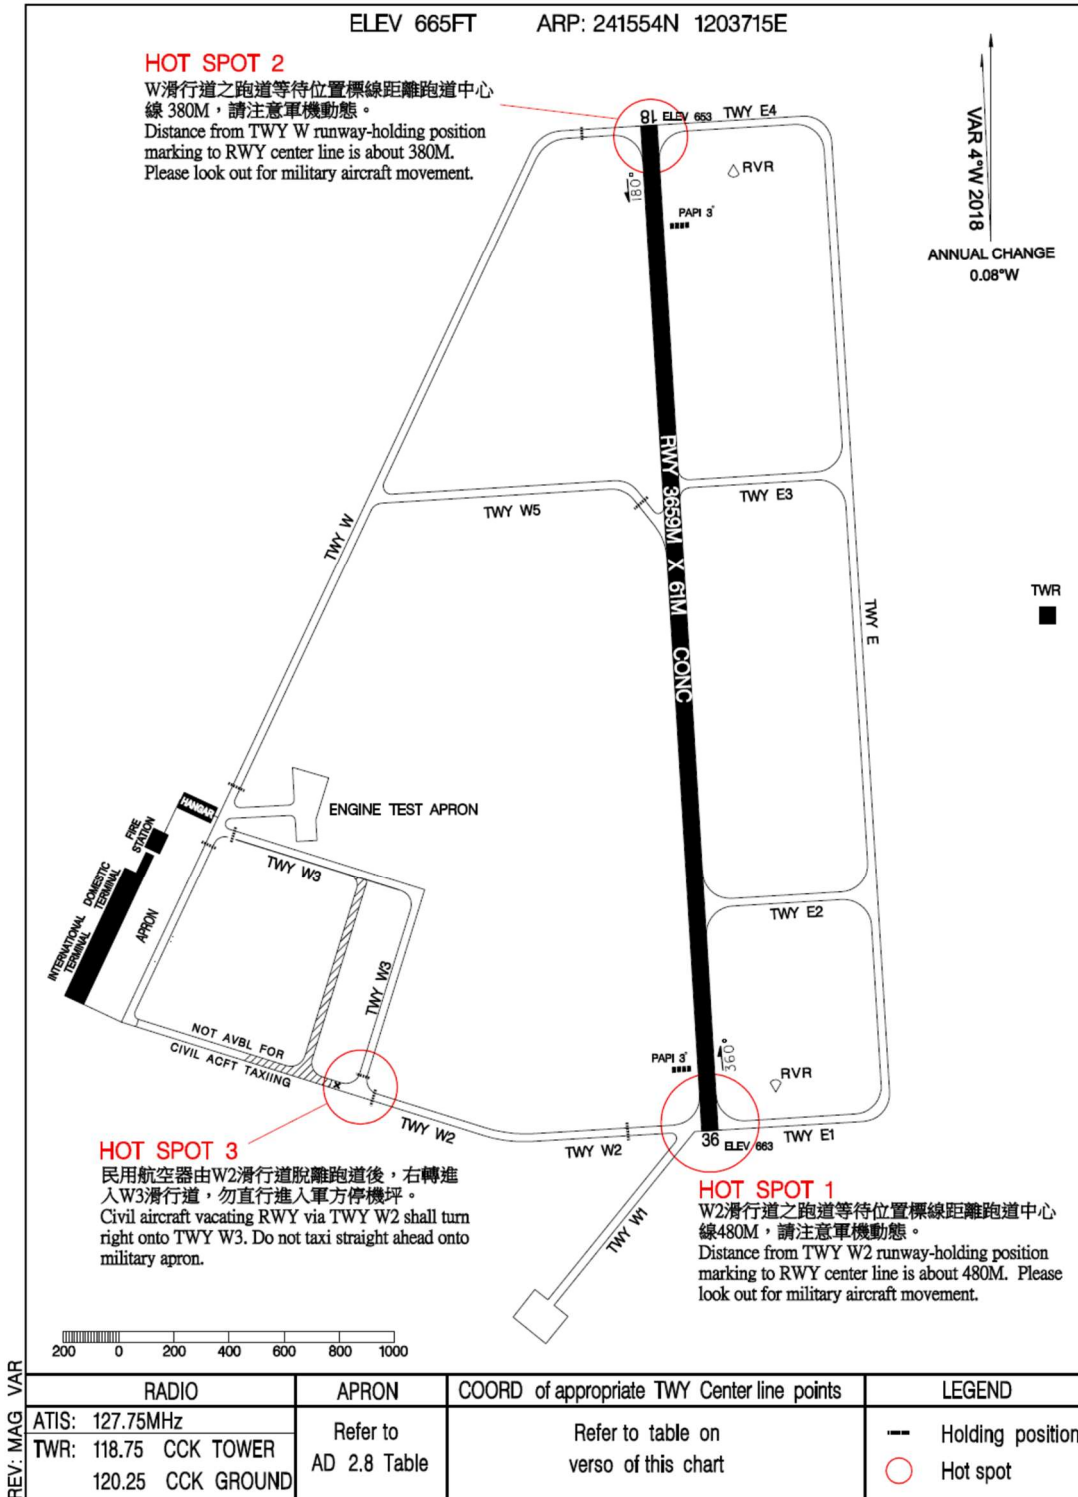 ELEV 665FT ARP: 241554N 1203715E
HOT SPOT 2
W滑行道之跑道等待位置標線距離跑道中心
線 380M，請注意軍機動態。
Distance from TWY W runway-holding position
marking to RWY center line is about 380M.
Please look out for military aircraft movement.
18 ELEV 653
TWY E4
RVR
180°
PAPI 3°
VAR 4°W 2018
ANNUAL CHANGE
0.08°W
RWY 3659M X 61M CONC
TWY E3
TWY W5
TWY W
TWY E
TWR
HANGAR
FIRE
STATION
ENGINE TEST APRON
DOMESTIC
TERMINAL
INTERNATIONAL
TERMINAL
APRON
TWY W3
TWY W3
TWY E2
NOT AVBL FOR
CIVIL ACFT TAXIING
PAPI 3°
360°
RVR
TWY W2
TWY W2
36 ELEV 663
TWY E1
TWY W1
HOT SPOT 3
民用航空器由W2滑行道脫離跑道後，右轉進
入W3滑行道，勿直行進入軍方停機坪。
Civil aircraft vacating RWY via TWY W2 shall turn
right onto TWY W3. Do not taxi straight ahead onto
military apron.
HOT SPOT 1
W2滑行道之跑道等待位置標線距離跑道中心
線480M，請注意軍機動態。
Distance from TWY W2 runway-holding position
marking to RWY center line is about 480M. Please
look out for military aircraft movement.
200 0 200 400 600 800 1000
REV: MAG VAR
RADIO
ATIS: 127.75MHz
TWR: 118.75 CCK TOWER
120.25 CCK GROUND
APRON
Refer to
AD 2.8 Table
COORD of appropriate TWY Center line points
Refer to table on
verso of this chart
LEGEND
Holding position
Hot spot